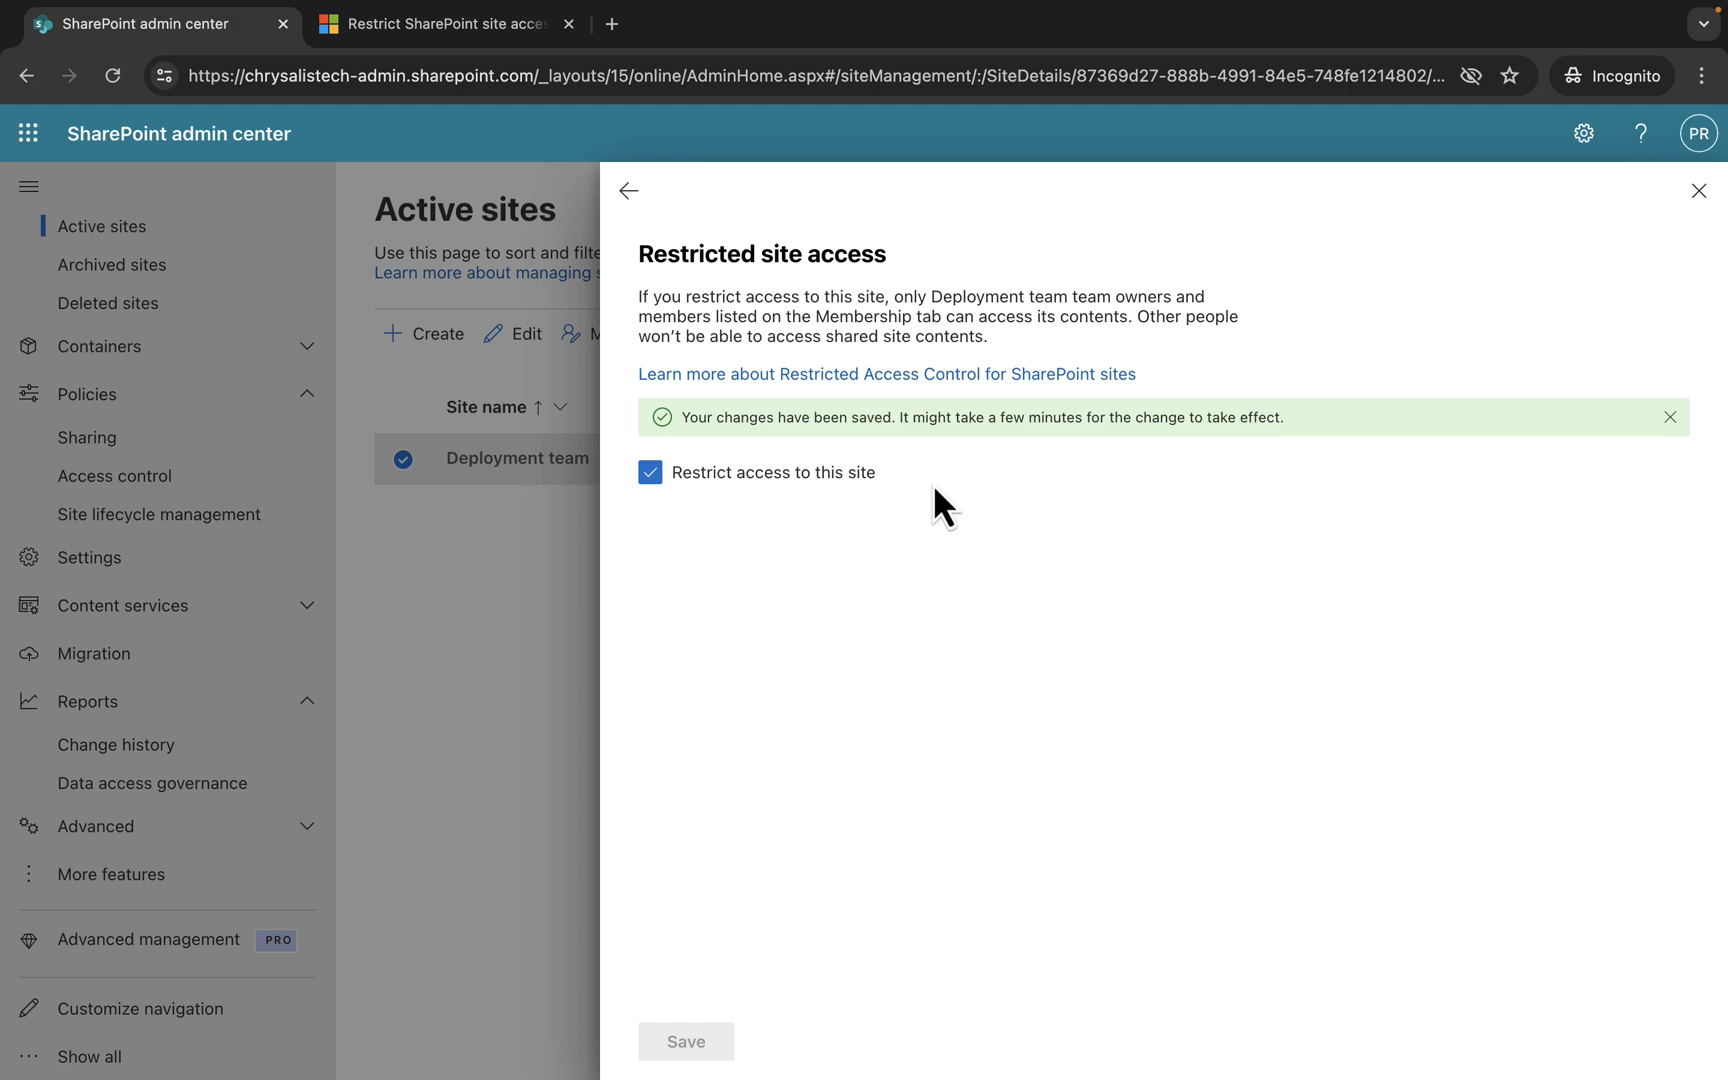 SharePoint admin center
Restrict SharePoint site acces
https://chrysalistech-admin.sharepoint.com/_layouts/15/online/AdminHome.aspx#/siteManagement/:/SiteDetails/87369d27-888b-4991-84e5-748fe1214802/...
Incognito
SharePoint admin center
PR
Active sites
Archived sites
Deleted sites
Containers
Policies
Sharing
Access control
Site lifecycle management
Settings
Content services
Migration
Reports
Change history
Data access governance
Advanced
More features
Advanced management PRO
Customize navigation
Show all
Active sites
Use this page to sort and filte
Learn more about managing s
Create Edit M
Site name
Deployment team
Restricted site access
If you restrict access to this site, only Deployment team team owners and
members listed on the Membership tab can access its contents. Other people
won't be able to access shared site contents.
Learn more about Restricted Access Control for SharePoint sites
Your changes have been saved. It might take a few minutes for the change to take effect.
Restrict access to this site
Save